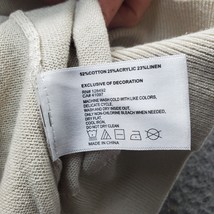 52%COTTON 25%ACRYLIC 23%LINEN
EXCLUSIVE OF DECORATION
RN#
CA#
MACHINE WASH COLD WITH LIKE COLORS,
DELICATE CYCLE.
WASH AND DRY INSIDE OUT.
ONLY NON-CHLORINE BLEACH WHEN NEEDED.
DRY FLAT,
COOL IRON.
DO NOT DRY CLEAN.
MADE IN CHINA